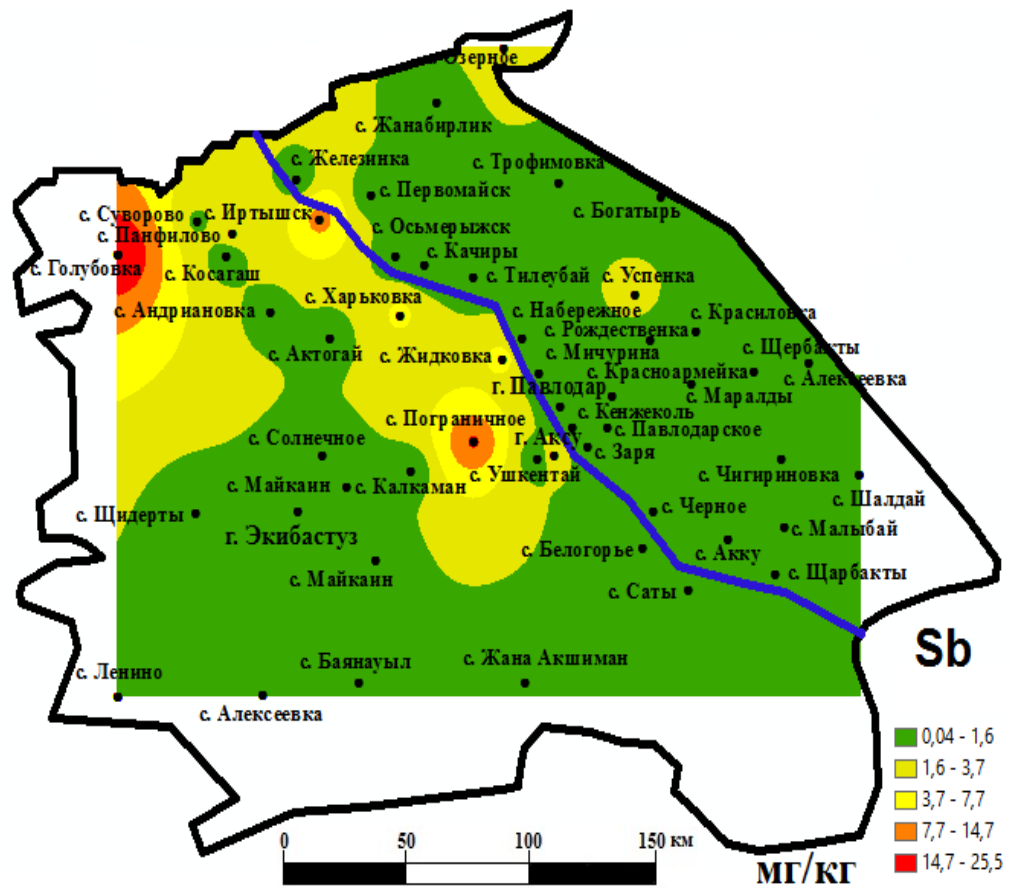 с. Озерное
с. Жанабирлик
с. Железинка
с. Трофимовка
с. Первомайск
с. Богатырь
с. Суворово
с. Иртышск
с. Осьмерыжск
с. Панфилово
с. Качиры
с. Голубовка
с. Косагаш
с. Тилеубай
с. Успенка
с. Андриановка
с. Харьковка
с. Набережное
с. Красиловка
с. Рождественка
с. Актогай
с. Жидковка
с. Мичурина
с. Щербакты
с. Красноармейка
с. Алексеевка
г. Павлодар
с. Маралды
с. Пограничное
с. Кенжеколь
с. Солнечное
г. Аксу
с. Павлодарское
с. Заря
с. Ушкентай
с. Чигириновка
с. Майкаин
с. Калкаман
с. Шалдай
с. Щидерты
с. Черное
с. Малыбай
г. Экибастуз
с. Белогорье
с. Акку
с. Майкаин
с. Щарбакты
с. Саты
Sb
с. Баянауыл
с. Жана Акшиман
с. Ленино
с. Алексеевка
0,04 - 1,6
1,6 - 3,7
3,7 - 7,7
7,7 - 14,7
14,7 - 25,5
0 50 100 150 км
мг/кг